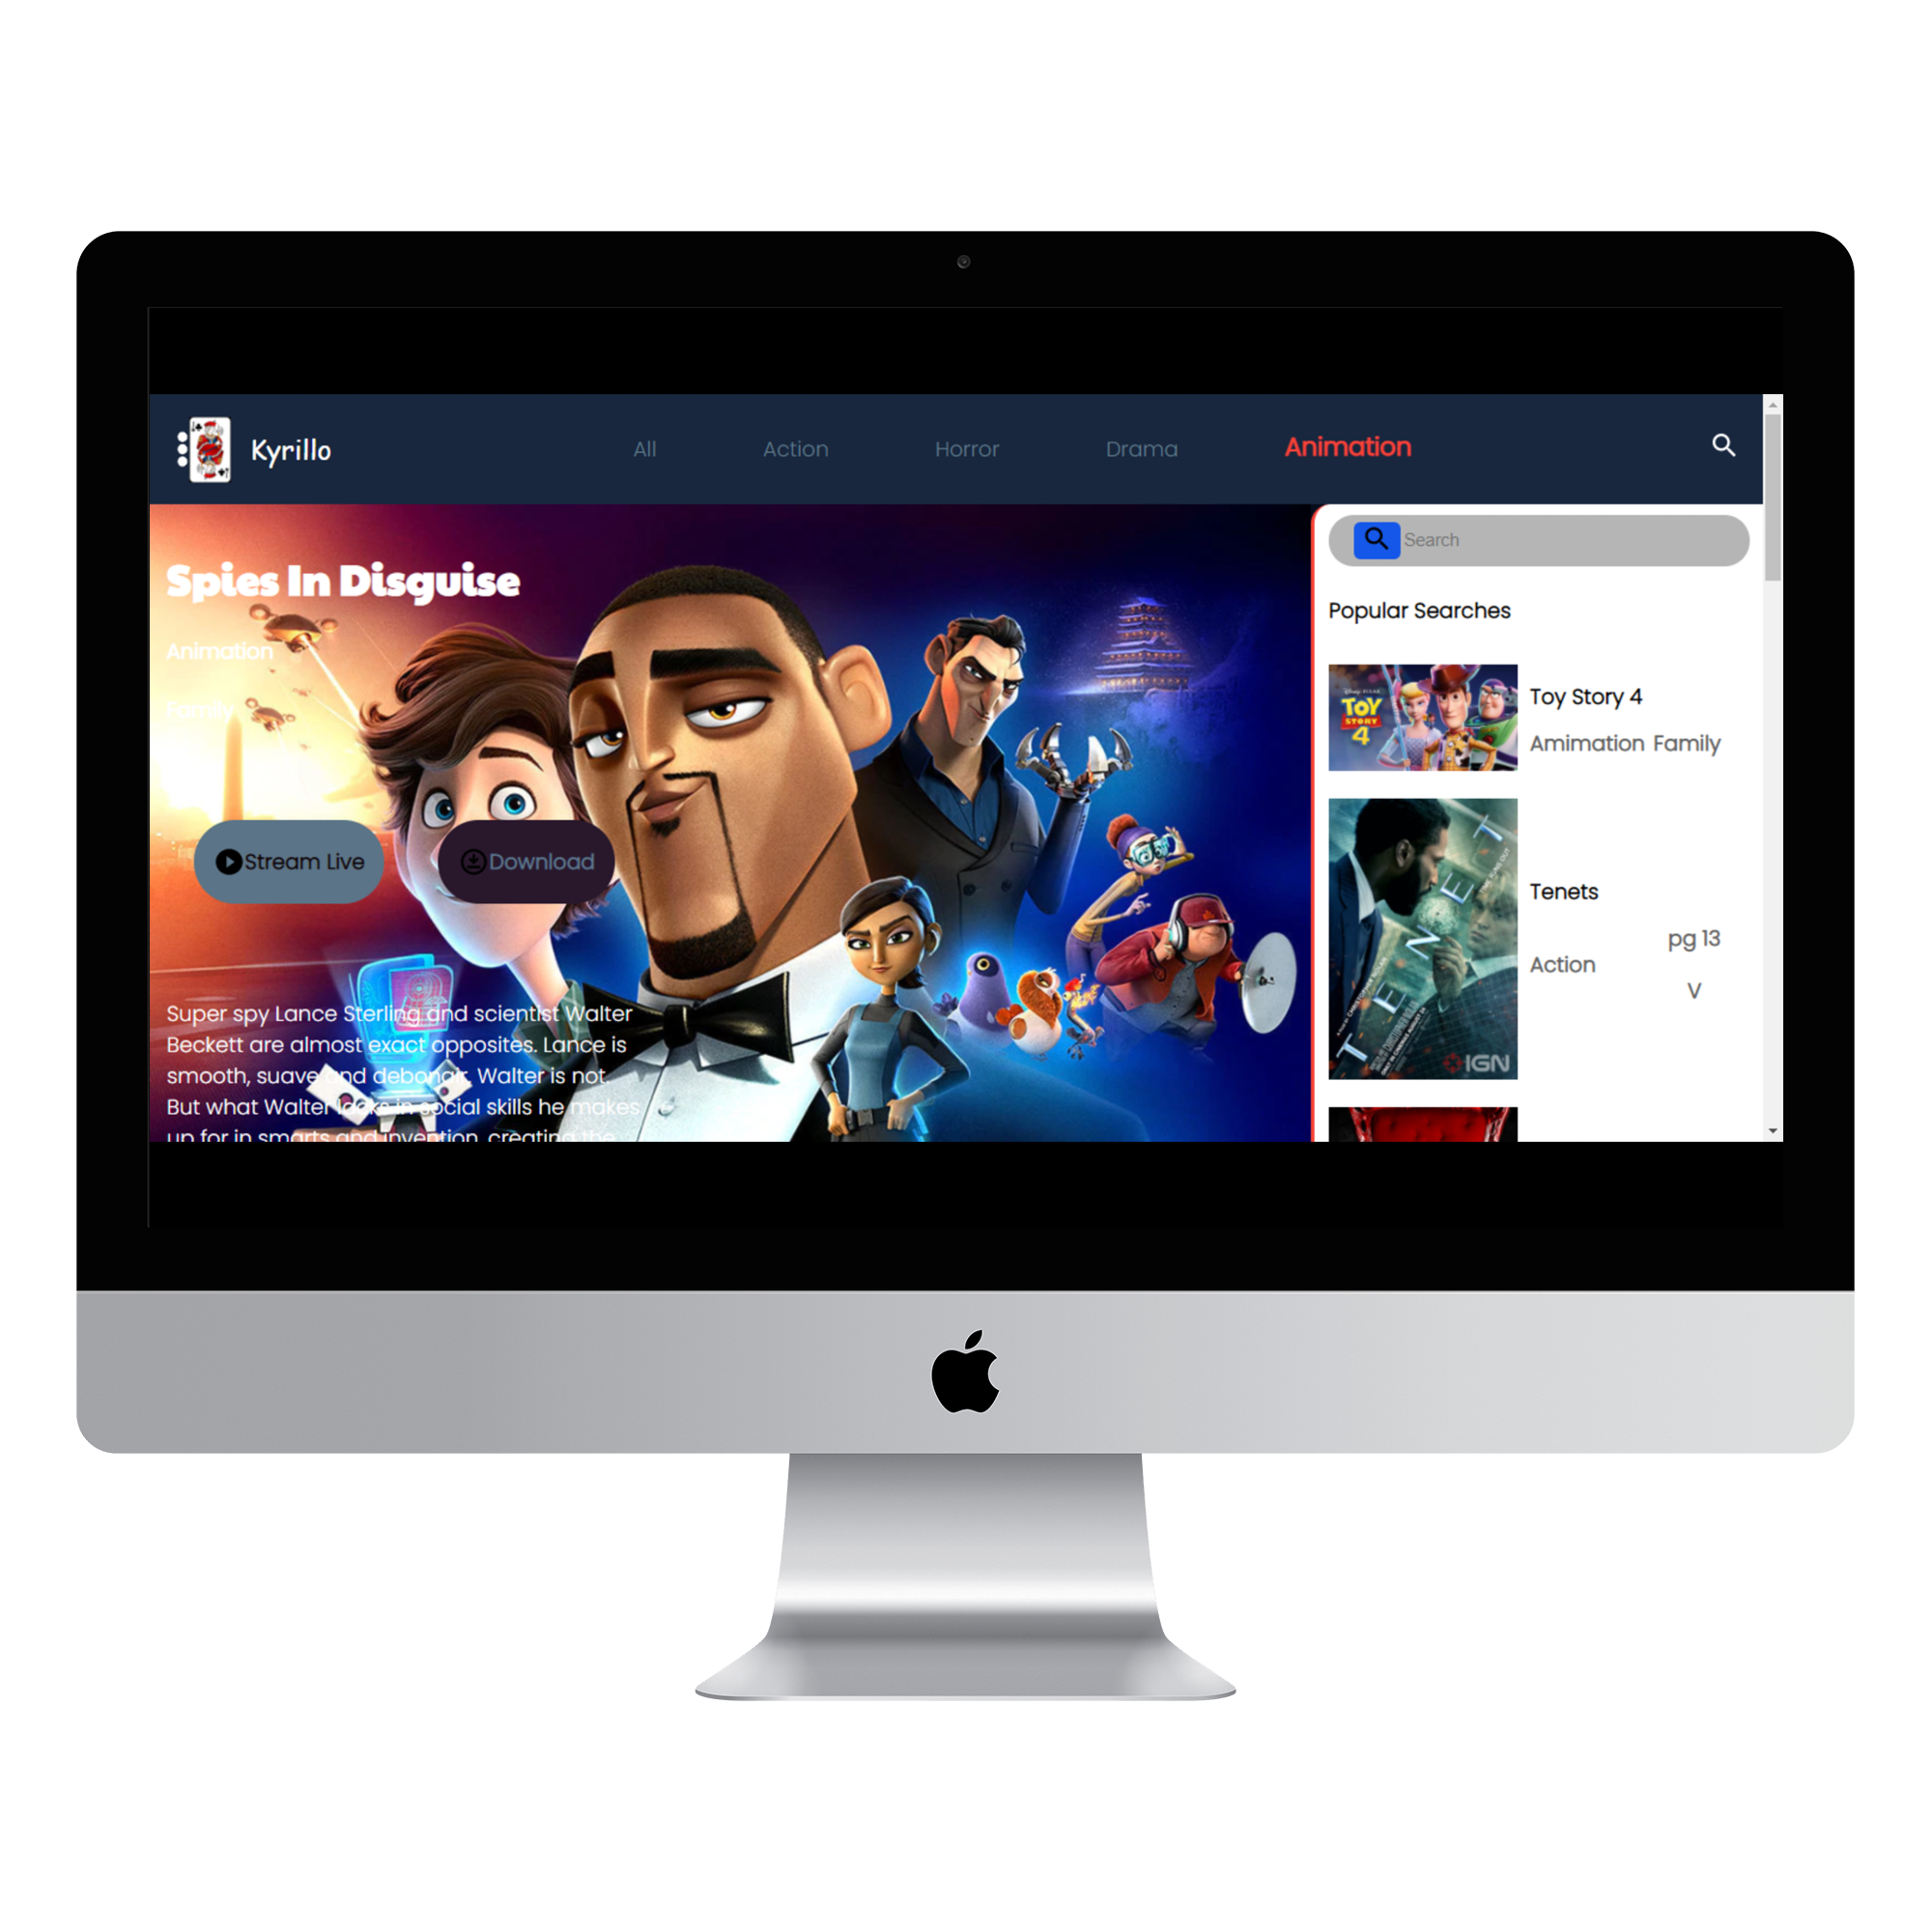 Kyrillo
All
Action
Horror
Drama
Animation
Spies In Disguise
Animation
Family
Stream Live
Download
Super spy Lance Sterling and scientist Walter
Beckett are almost exact opposites. Lance is
smooth, suave and debonair. Walter is not.
But what Walter lacks in social skills he makes
up for in smarts and invention, creating the
Search
Popular Searches
TOY
STORY
4
Toy Story 4
Amimation Family
TENET
IGN
Tenets
Action
pg 13
V